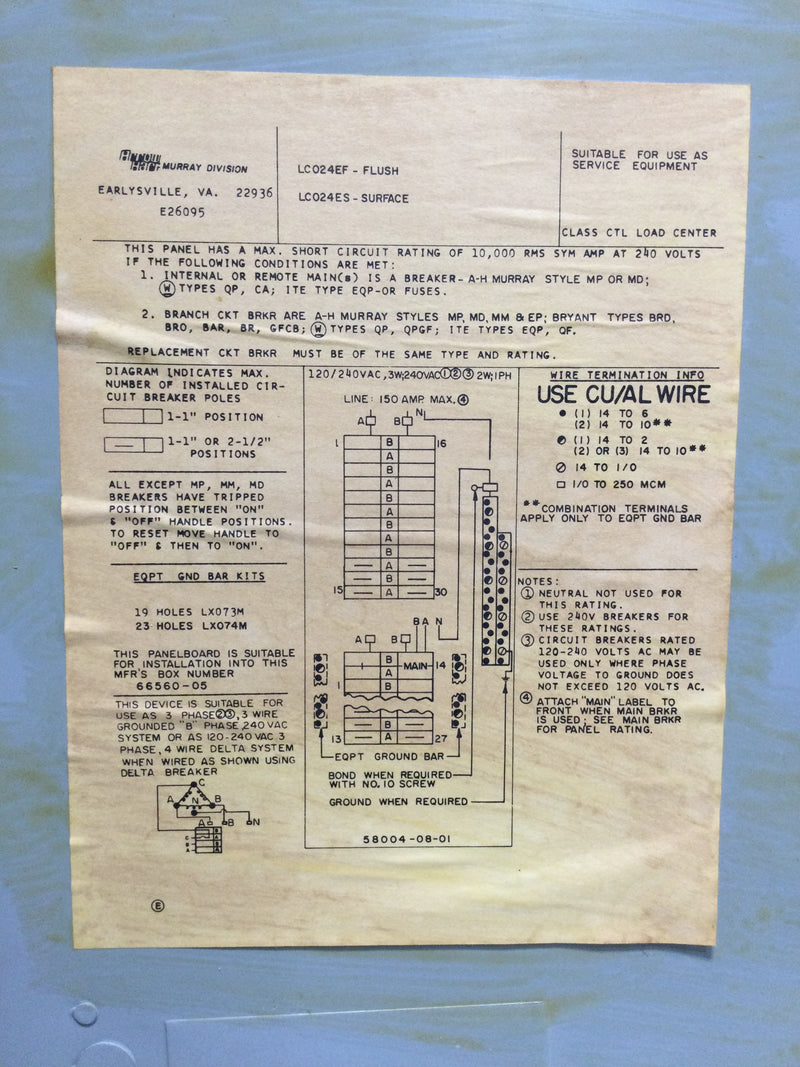 Arrow Hart MURRAY DIVISION
EARLYSVILLE, VA. 22936
E26095
LC024EF - FLUSH
LC024ES - SURFACE
SUITABLE FOR USE AS
SERVICE EQUIPMENT
CLASS CTL LOAD CENTER
THIS PANEL HAS A MAX. SHORT CIRCUIT RATING OF 10,000 RMS SYM AMP AT 240 VOLTS
IF THE FOLLOWING CONDITIONS ARE MET:
1. INTERNAL OR REMOTE MAIN(s) IS A BREAKER- A-H MURRAY STYLE MP OR MD;
Ⓦ TYPES QP, CA; ITE TYPE EQP-OR FUSES.
2. BRANCH CKT BRKR ARE A-H MURRAY STYLES MP, MD, MM & EP; BRYANT TYPES BRD,
BRO, BAR, BR, GFCB; Ⓦ TYPES QP, QPGF; ITE TYPES EQP, QF.
REPLACEMENT CKT BRKR MUST BE OF THE SAME TYPE AND RATING.
DIAGRAM INDICATES MAX.
NUMBER OF INSTALLED CIR-
CUIT BREAKER POLES
1-1" POSITION
1-1" OR 2-1/2"
POSITIONS
ALL EXCEPT MP, MM, MD
BREAKERS HAVE TRIPPED
POSITION BETWEEN "ON"
& "OFF" HANDLE POSITIONS.
TO RESET MOVE HANDLE TO
"OFF" & THEN TO "ON".
EQPT GND BAR KITS
19 HOLES LX073M
23 HOLES LX074M
THIS PANELBOARD IS SUITABLE
FOR INSTALLATION INTO THIS
MFR'S BOX NUMBER
66560-05
THIS DEVICE IS SUITABLE FOR
USE AS 3 PHASE②③, 3 WIRE
GROUNDED "B" PHASE, 240 VAC
SYSTEM OR AS 120-240 VAC 3
PHASE, 4 WIRE DELTA SYSTEM
WHEN WIRED AS SHOWN USING
DELTA BREAKER
C
A N B
A B N
B
C A
B B
A A
Ⓔ
120/240VAC, 3W; 240VAC①②③ 2W; 1PH
LINE: 150 AMP. MAX. ④
A B N
1 B 16
A
B
A
B
A
B
A
B
A
B
15 A 30
B A N
A B
B MAIN 14
1 A
1 B
B
13 A 27
EQPT GROUND BAR
BOND WHEN REQUIRED
WITH NO. 10 SCREW
GROUND WHEN REQUIRED
58004-08-01
WIRE TERMINATION INFO
USE CU/AL WIRE
(1) 14 TO 6
(2) 14 TO 10**
(1) 14 TO 2
(2) OR (3) 14 TO 10**
14 TO 1/0
1/0 TO 250 MCM
**COMBINATION TERMINALS
APPLY ONLY TO EQPT GND BAR
NOTES:
① NEUTRAL NOT USED FOR
THIS RATING.
② USE 240V BREAKERS FOR
THESE RATINGS.
③ CIRCUIT BREAKERS RATED
120-240 VOLTS AC MAY BE
USED ONLY WHERE PHASE
VOLTAGE TO GROUND DOES
NOT EXCEED 120 VOLTS AC.
④ ATTACH "MAIN" LABEL TO
FRONT WHEN MAIN BRKR
IS USED; SEE MAIN BRKR
FOR PANEL RATING.